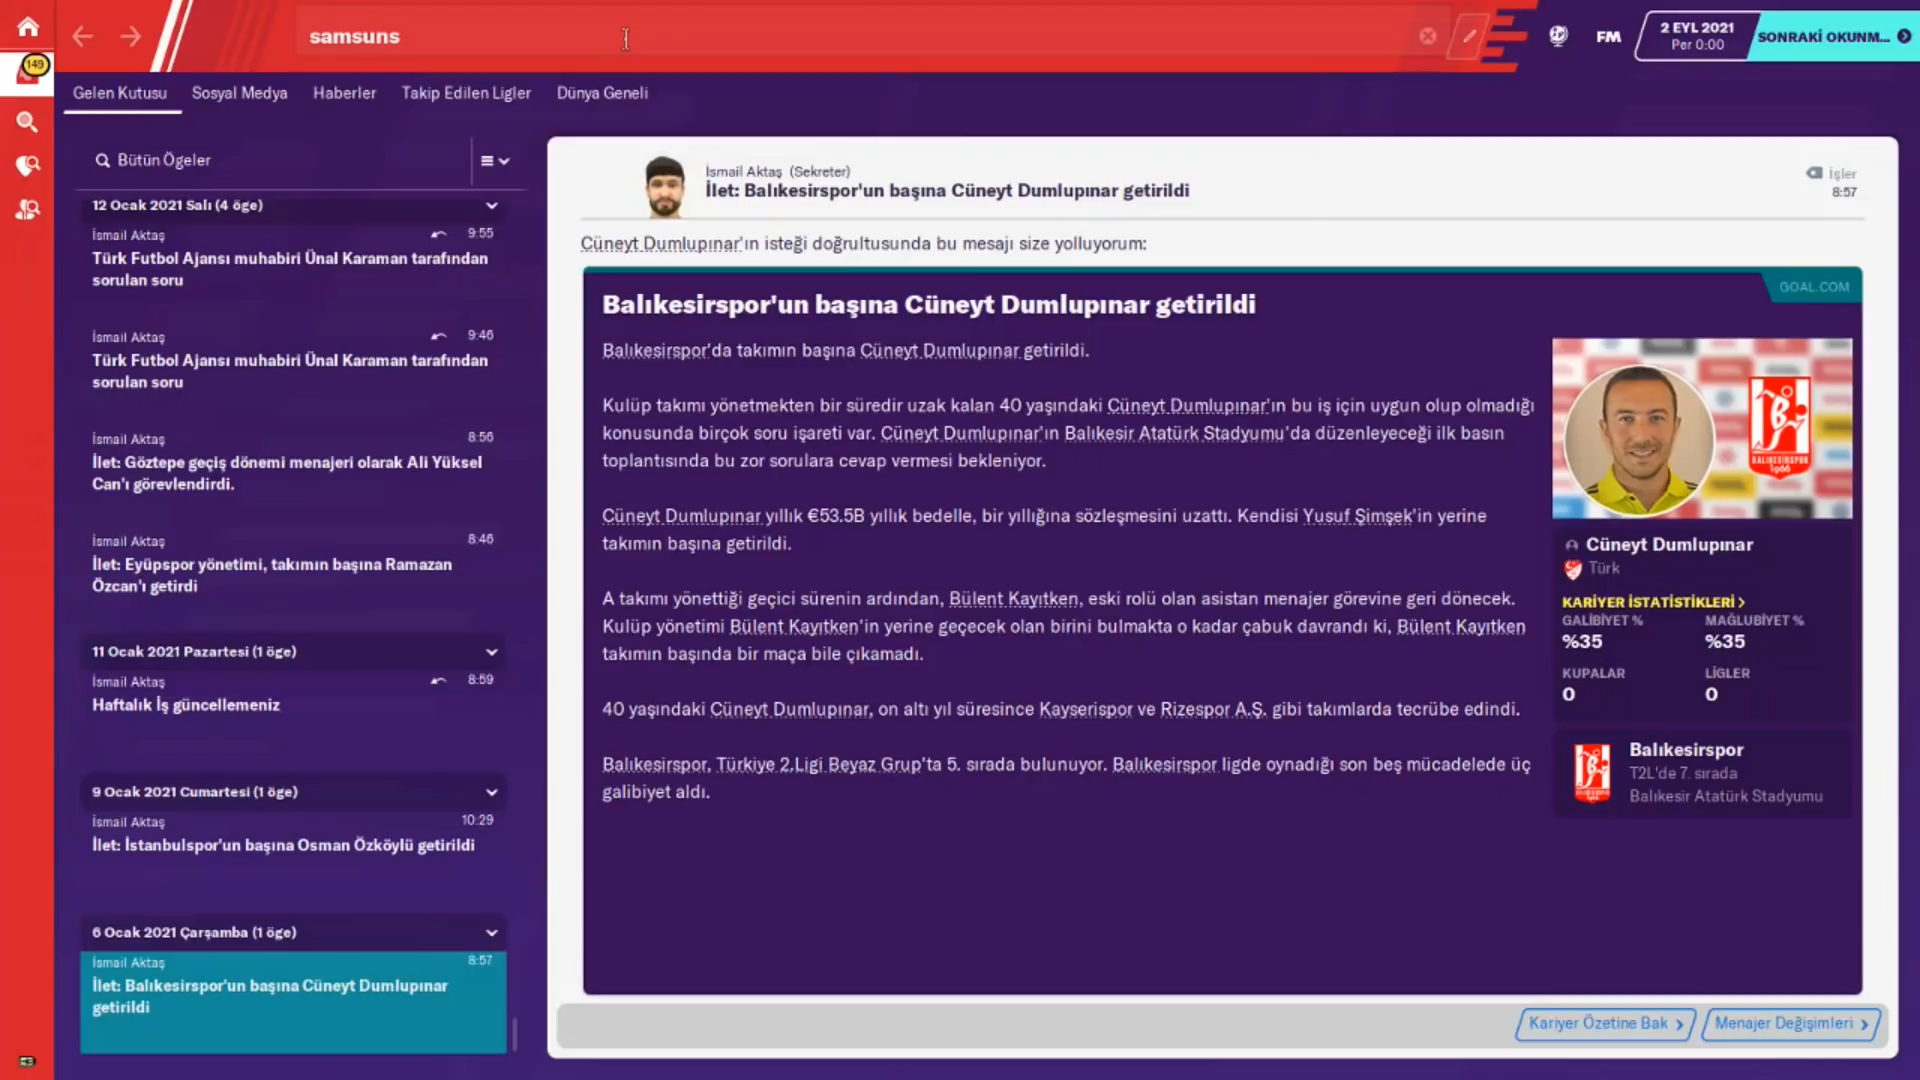 samsuns
FM
2 EYL 2021
Per 0:00
SONRAKİ OKUNM...
149
Gelen Kutusu
Sosyal Medya
Haberler
Takip Edilen Ligler
Dünya Geneli
Bütün Ögeler
12 Ocak 2021 Salı (4 öge)
İsmail Aktaş
9:55
Türk Futbol Ajansı muhabiri Ünal Karaman tarafından
sorulan soru
İsmail Aktaş
9:46
Türk Futbol Ajansı muhabiri Ünal Karaman tarafından
sorulan soru
İsmail Aktaş
8:56
İlet: Göztepe geçiş dönemi menajeri olarak Ali Yüksel
Can'ı görevlendirdi.
İsmail Aktaş
8:46
İlet: Eyüpspor yönetimi, takımın başına Ramazan
Özcan'ı getirdi
11 Ocak 2021 Pazartesi (1 öge)
İsmail Aktaş
8:59
Haftalık İş güncellemeniz
9 Ocak 2021 Cumartesi (1 öge)
İsmail Aktaş
10:29
İlet: İstanbulspor'un başına Osman Özköylü getirildi
6 Ocak 2021 Çarşamba (1 öge)
İsmail Aktaş
8:57
İlet: Balıkesirspor'un başına Cüneyt Dumlupınar
getirildi
İsmail Aktaş (Sekreter)
İlet: Balıkesirspor'un başına Cüneyt Dumlupınar getirildi
İşler
8:57
Cüneyt Dumlupınar'ın isteği doğrultusunda bu mesajı size yolluyorum:
GOAL.COM
Balıkesirspor'un başına Cüneyt Dumlupınar getirildi
Balıkesirspor'da takımın başına Cüneyt Dumlupınar getirildi.
Kulüp takımı yönetmekten bir süredir uzak kalan 40 yaşındaki Cüneyt Dumlupınar'ın bu iş için uygun olup olmadığı
konusunda birçok soru işareti var. Cüneyt Dumlupınar'ın Balıkesir Atatürk Stadyumu'da düzenleyeceği ilk basın
toplantısında bu zor sorulara cevap vermesi bekleniyor.
Cüneyt Dumlupınar yıllık €53.5B yıllık bedelle, bir yıllığına sözleşmesini uzattı. Kendisi Yusuf Şimşek'in yerine
takımın başına getirildi.
A takımı yönettiği geçici sürenin ardından, Bülent Kayıtken, eski rolü olan asistan menajer görevine geri dönecek.
Kulüp yönetimi Bülent Kayıtken'in yerine geçecek olan birini bulmakta o kadar çabuk davrandı ki, Bülent Kayıtken
takımın başında bir maça bile çıkamadı.
40 yaşındaki Cüneyt Dumlupınar, on altı yıl süresince Kayserispor ve Rizespor A.Ş. gibi takımlarda tecrübe edindi.
Balıkesirspor, Türkiye 2.Ligi Beyaz Grup'ta 5. sırada bulunuyor. Balıkesirspor ligde oynadığı son beş mücadelede üç
galibiyet aldı.
BALIKESİRSPOR
1966
Cüneyt Dumlupınar
Türk
KARİYER İSTATİSTİKLERİ >
GALİBİYET %
MAĞLUBİYET %
%35
%35
KUPALAR
LİGLER
0
0
Balıkesirspor
T2L'de 7. sırada
Balıkesir Atatürk Stadyumu
Kariyer Özetine Bak >
Menajer Değişimleri >